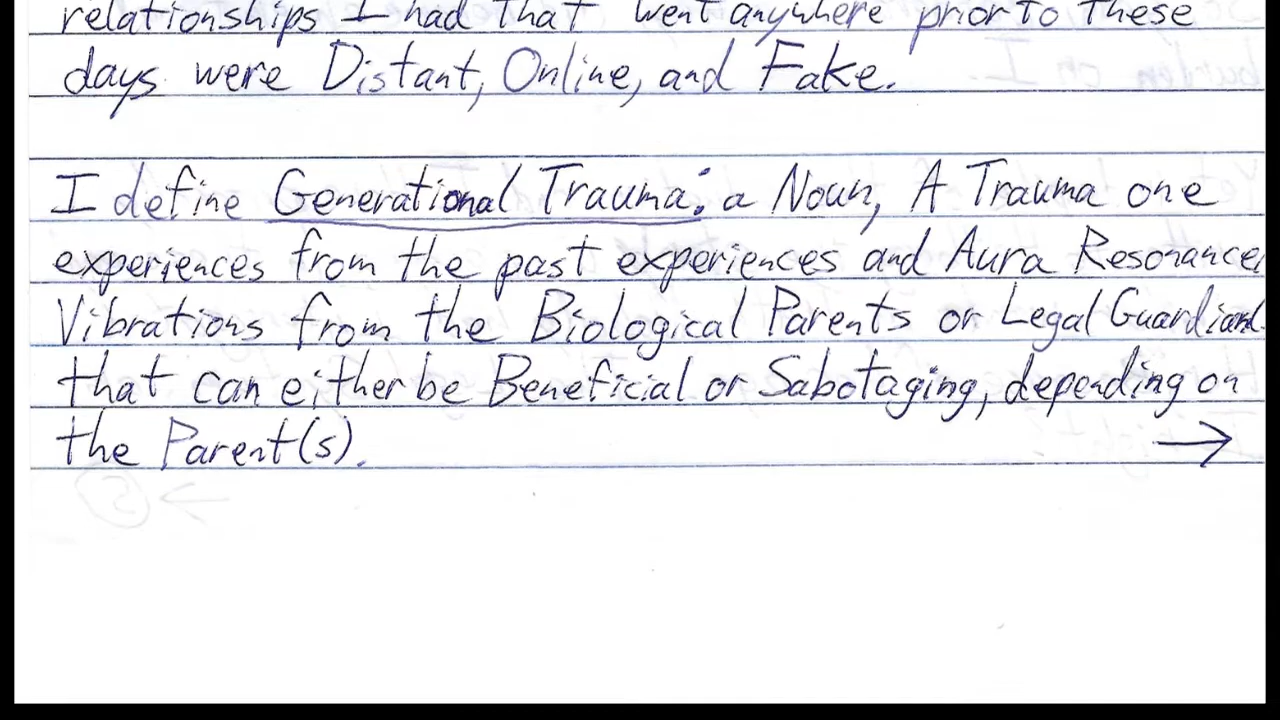 relationships I had that went anywhere prior to these
days were Distant, Online, and Fake.
I define Generational Trauma: a Noun, A Trauma one
experiences from the past experiences and Aura Resonance,
Vibrations from the Biological Parents or Legal Guardian
that can either be Beneficial or Sabotaging, depending on
the Parent(s).
→